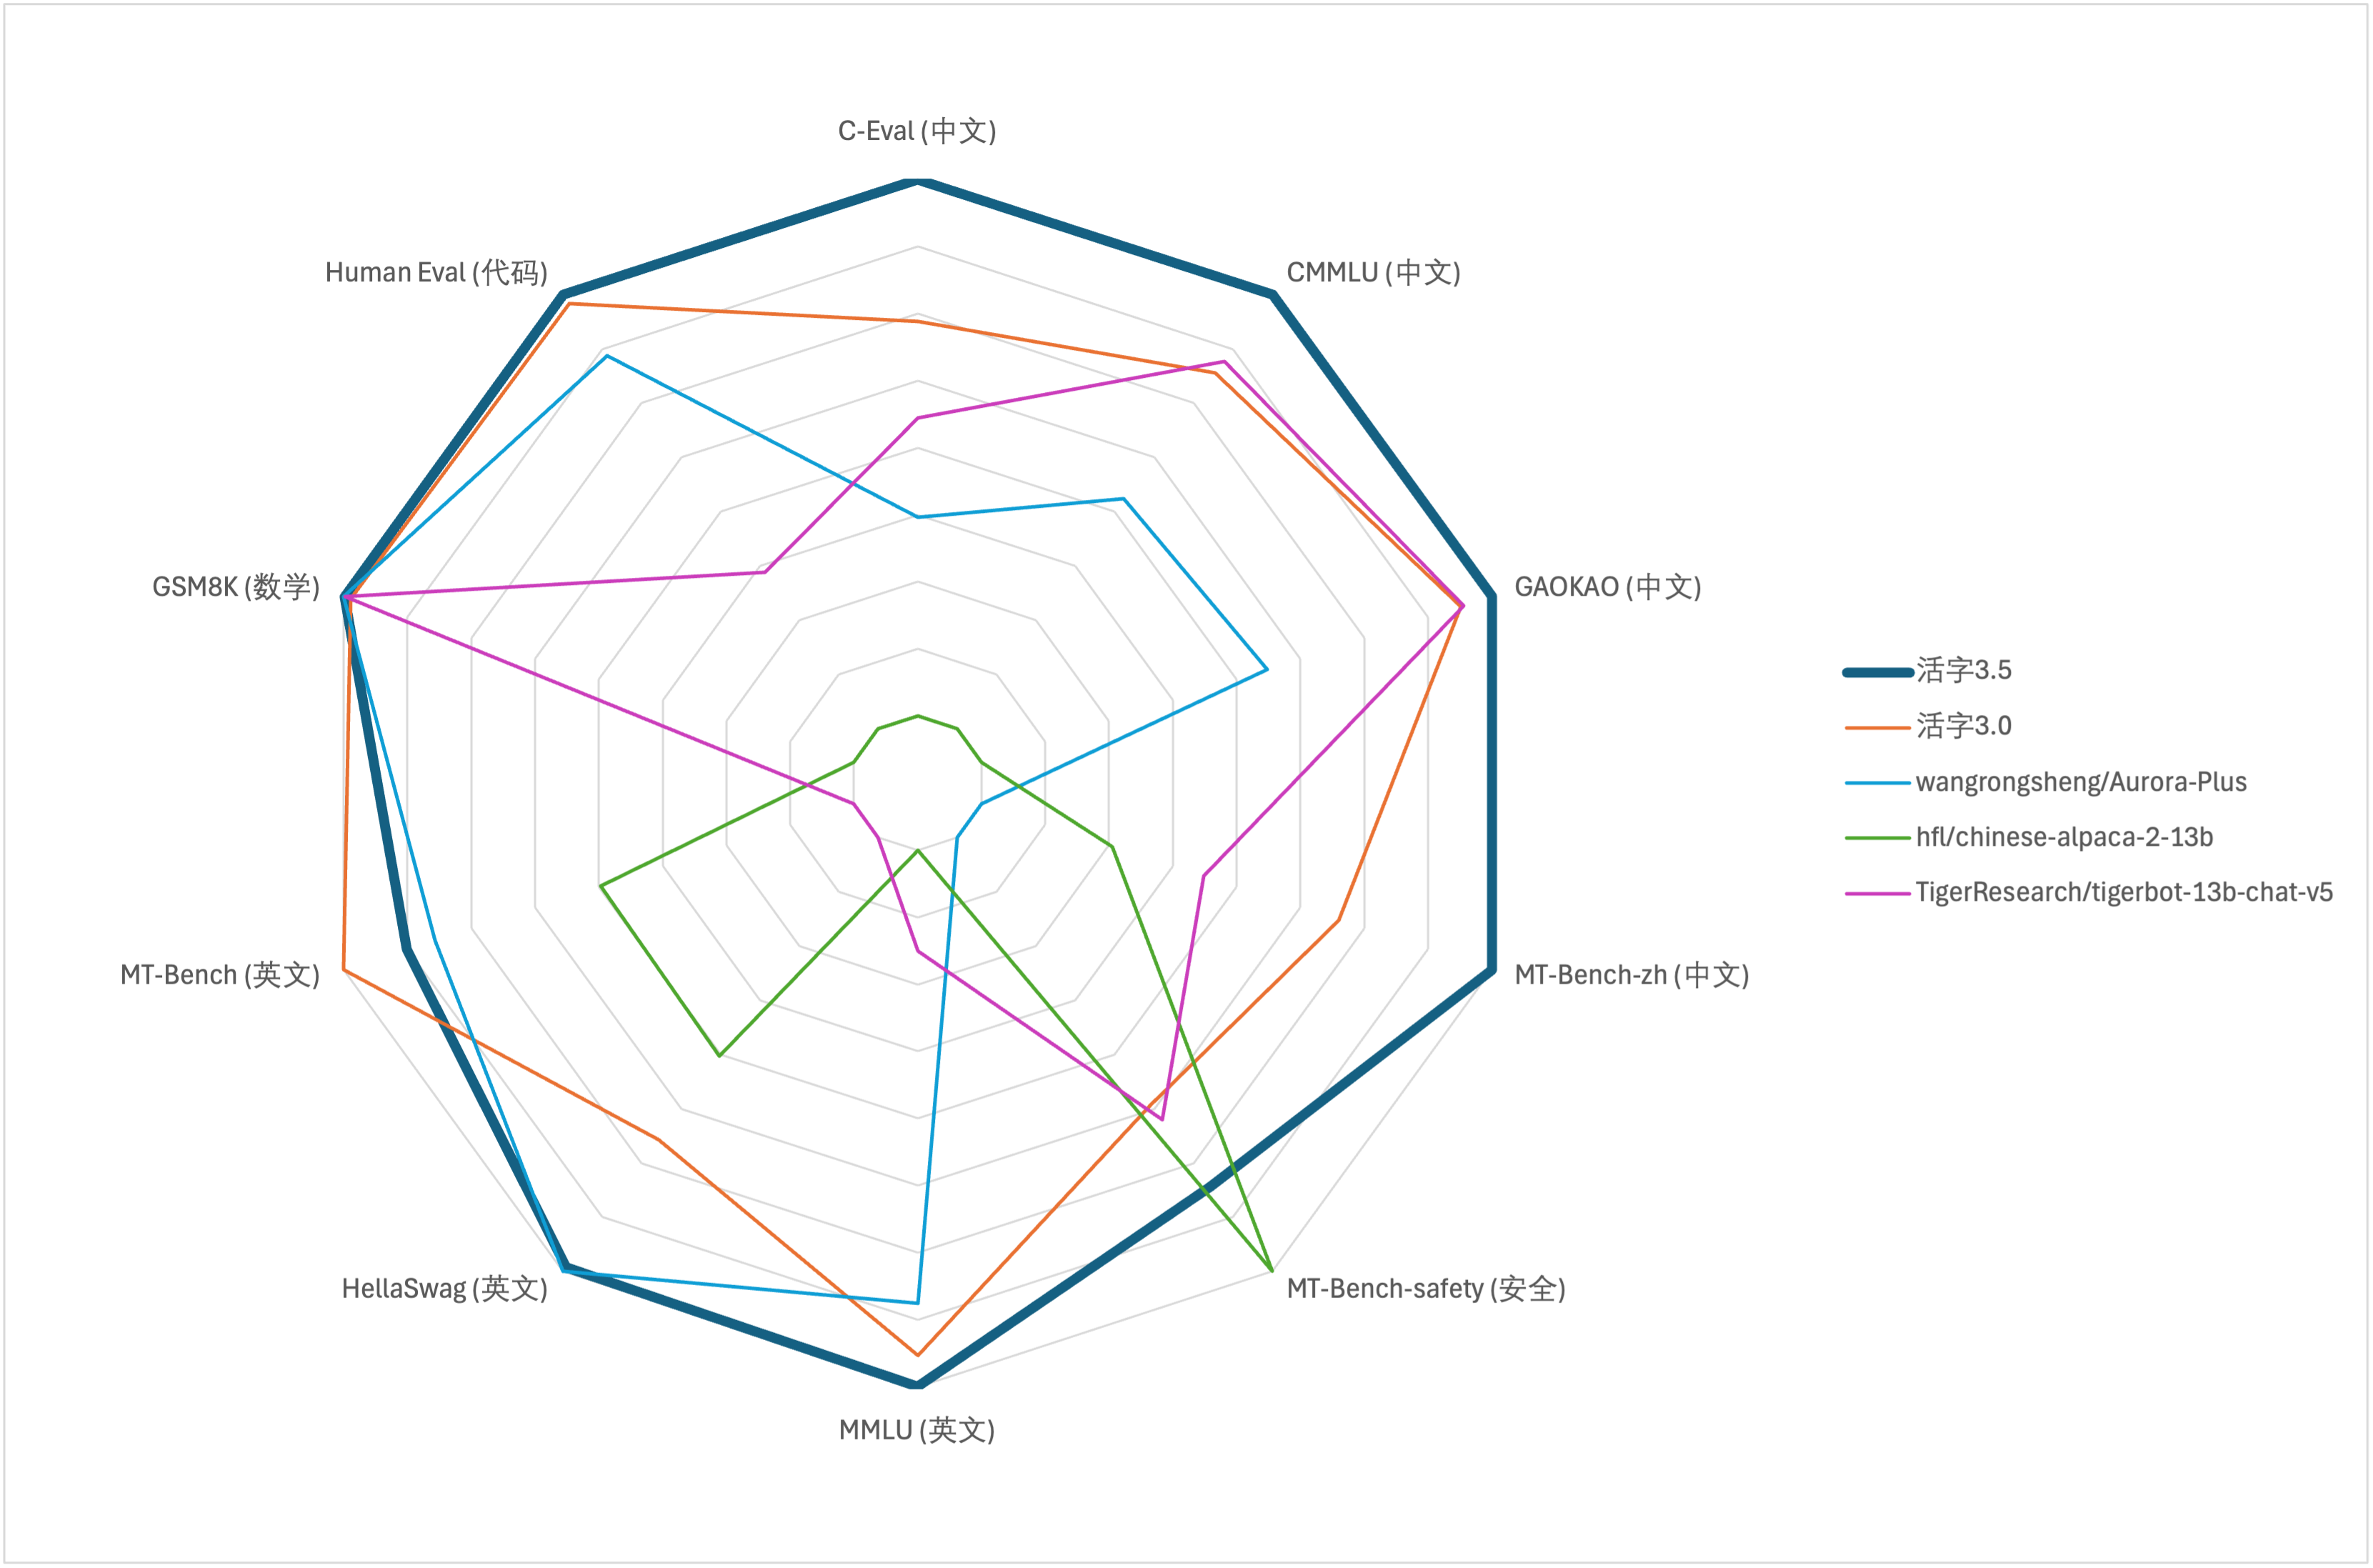 C-Eval (中文)
Human Eval (代码)
CMMLU (中文)
GSM8K (数学)
GAOKAO (中文)
活字3.5
活字3.0
wangrongsheng/Aurora-Plus
hfl/chinese-alpaca-2-13b
TigerResearch/tigerbot-13b-chat-v5
MT-Bench (英文)
MT-Bench-zh (中文)
HellaSwag (英文)
MT-Bench-safety (安全)
MMLU (英文)